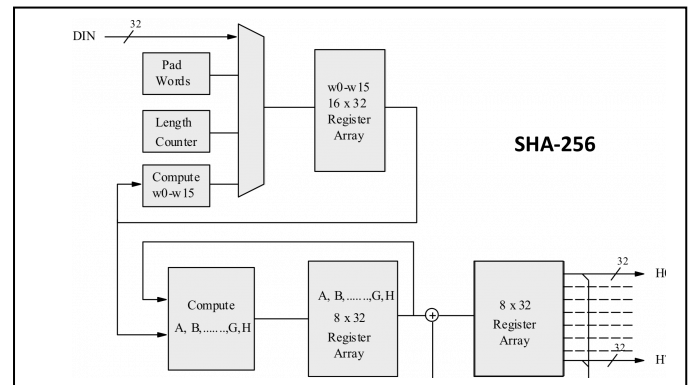 DIN
32
Pad
Words
Length
Counter
Compute
w0-w15
w0-w15
16 x 32
Register
Array
SHA-256
Compute
A, B,.......,G,H
A, B,.......,G,H
8 x 32
Register
Array
+
8 x 32
Register
Array
32
32